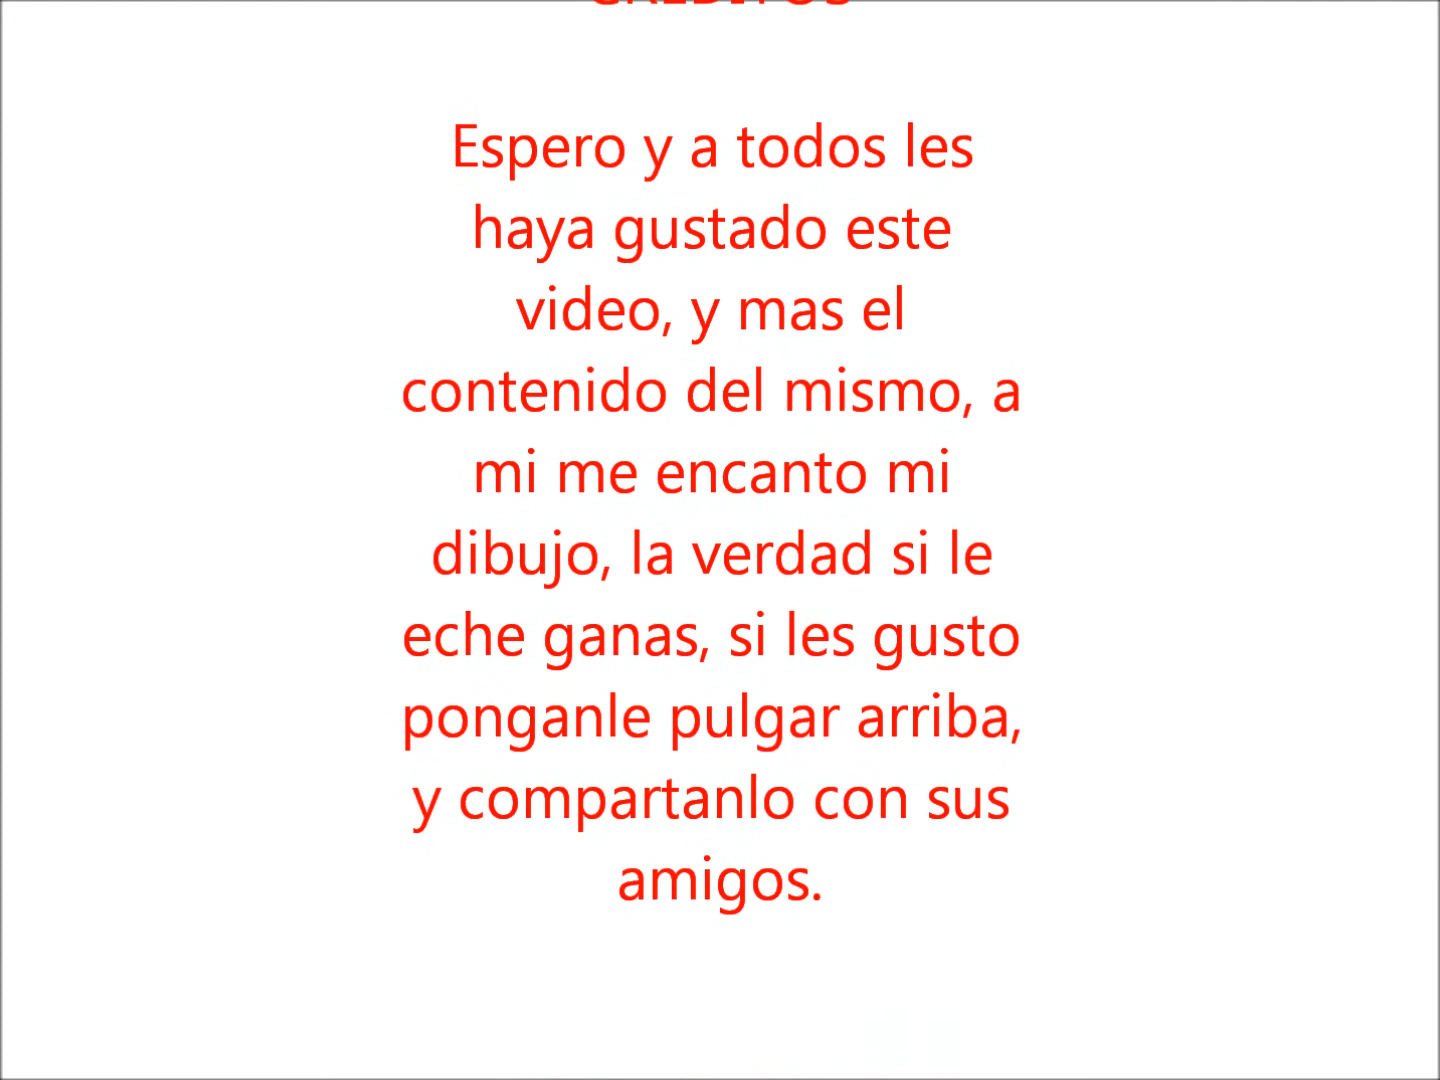 CREDITOS
Espero y a todos les
haya gustado este
video, y mas el
contenido del mismo, a
mi me encanto mi
dibujo, la verdad si le
eche ganas, si les gusto
ponganle pulgar arriba,
y compartanlo con sus
amigos.